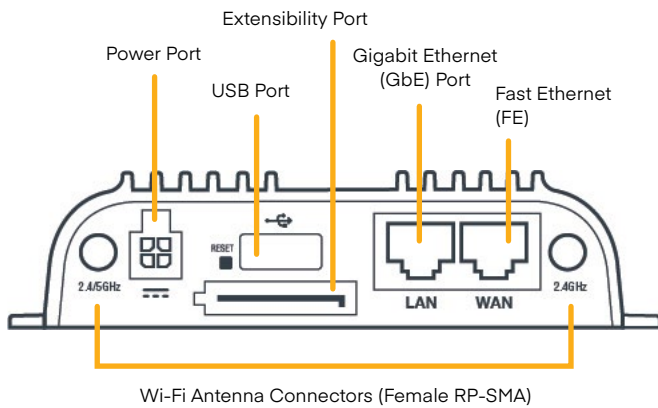 Extensibility Port
Power Port
Gigabit Ethernet
(GbE) Port
USB Port
Fast Ethernet
(FE)
RESET
2.4/5GHz
2.4GHz
LAN
WAN
Wi-Fi Antenna Connectors (Female RP-SMA)